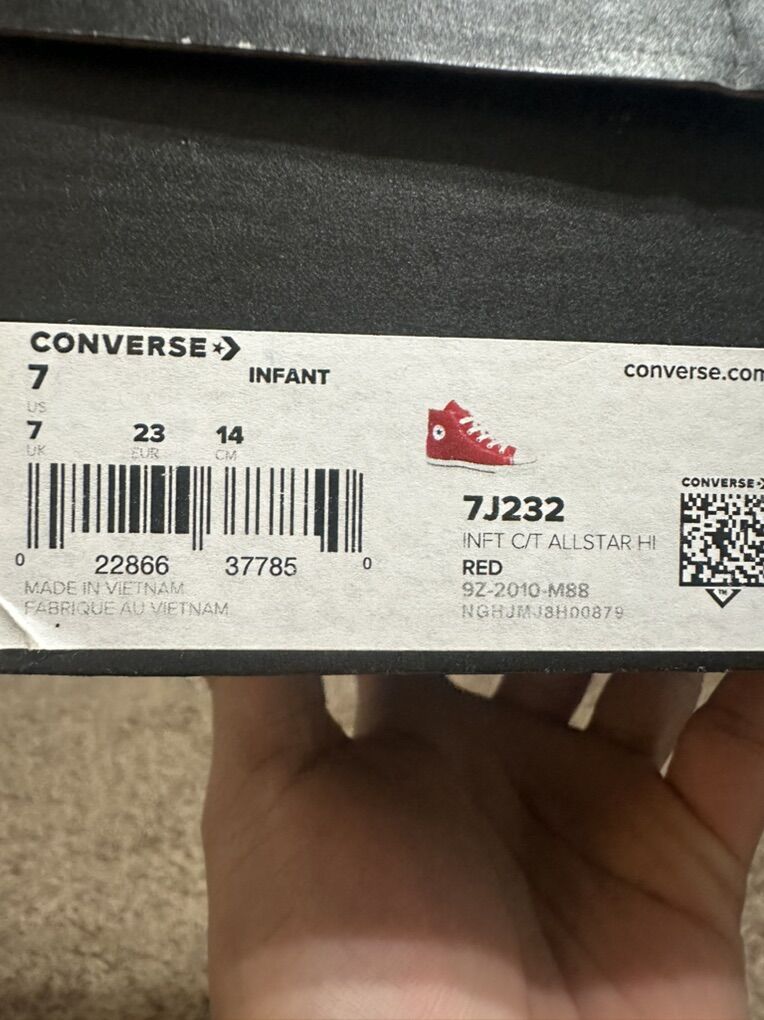 CONVERSE
7 INFANT converse.com
US
7 23 14
UK EUR CM
CONVERSE
7J232
INFT C/T ALLSTAR HI
RED
9Z-2010-M88
NGHJMJ8H00879
0 22866 37785 0
MADE IN VIETNAM
FABRIQUE AU VIETNAM
TM